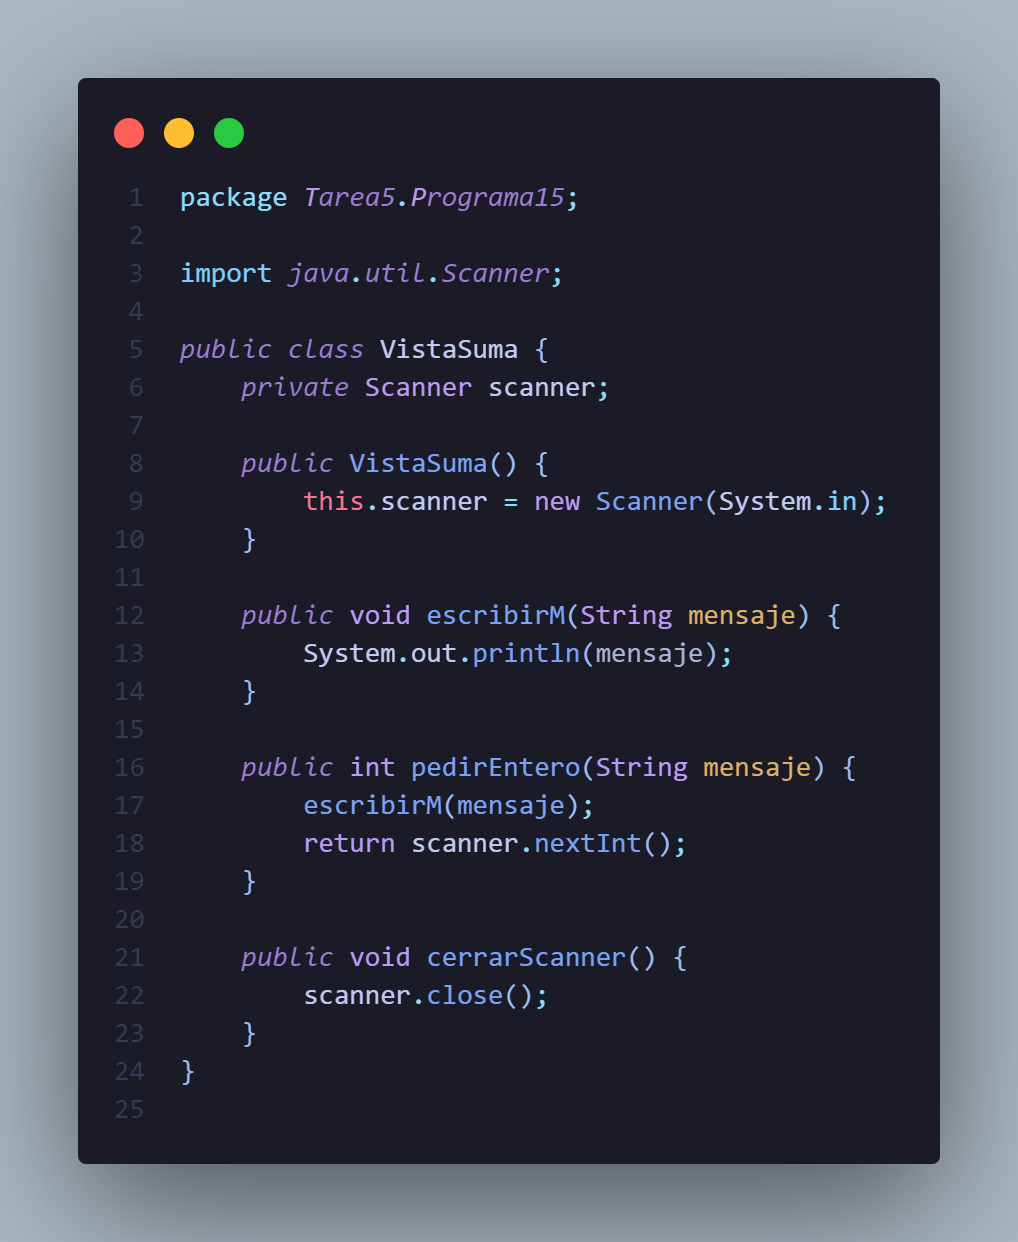 1 package Tarea5.Programa15;
2
3 import java.util.Scanner;
4
5 public class VistaSuma {
6     private Scanner scanner;
7
8     public VistaSuma() {
9         this.scanner = new Scanner(System.in);
10     }
11
12     public void escribirM(String mensaje) {
13         System.out.println(mensaje);
14     }
15
16     public int pedirEntero(String mensaje) {
17         escribirM(mensaje);
18         return scanner.nextInt();
19     }
20
21     public void cerrarScanner() {
22         scanner.close();
23     }
24 }
25